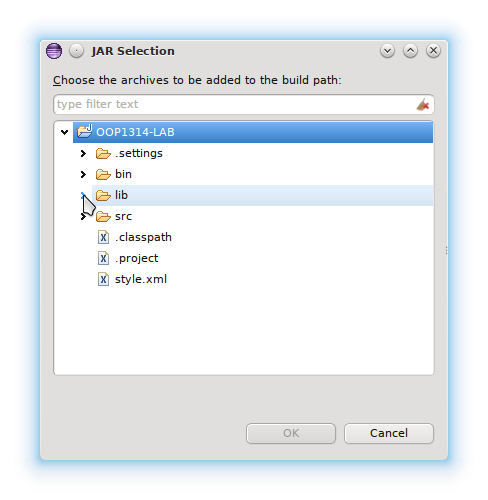 JAR Selection
Choose the archives to be added to the build path:
type filter text
OOP1314-LAB
.settings
bin
lib
src
.classpath
.project
style.xml
OK
Cancel